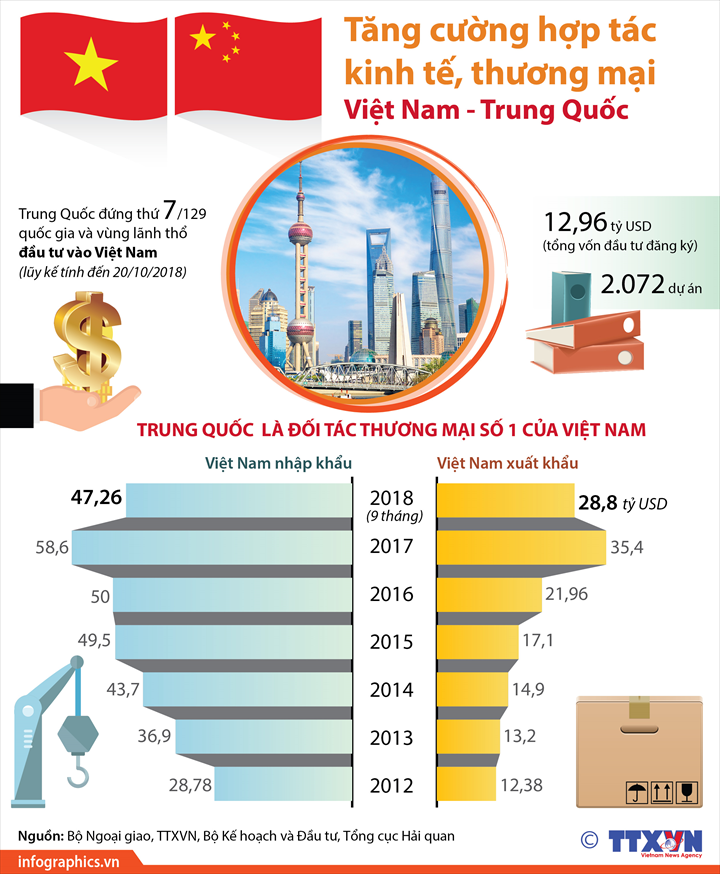 Tăng cường hợp tác
kinh tế, thương mại
Việt Nam - Trung Quốc
Trung Quốc đứng thứ 7/129
quốc gia và vùng lãnh thổ
đầu tư vào Việt Nam
(lũy kế tính đến 20/10/2018)
12,96 tỷ USD
(tổng vốn đầu tư đăng ký)
2.072 dự án
TRUNG QUỐC LÀ ĐỐI TÁC THƯƠNG MẠI SỐ 1 CỦA VIỆT NAM
Việt Nam nhập khẩu Việt Nam xuất khẩu
47,26 2018 28,8 tỷ USD
(9 tháng)
58,6 2017 35,4
50 2016 21,96
49,5 2015 17,1
43,7 2014 14,9
36,9 2013 13,2
28,78 2012 12,38
Nguồn: Bộ Ngoại giao, TTXVN, Bộ Kế hoạch và Đầu tư, Tổng cục Hải quan
© TTXVN
Vietnam News Agency
infographics.vn